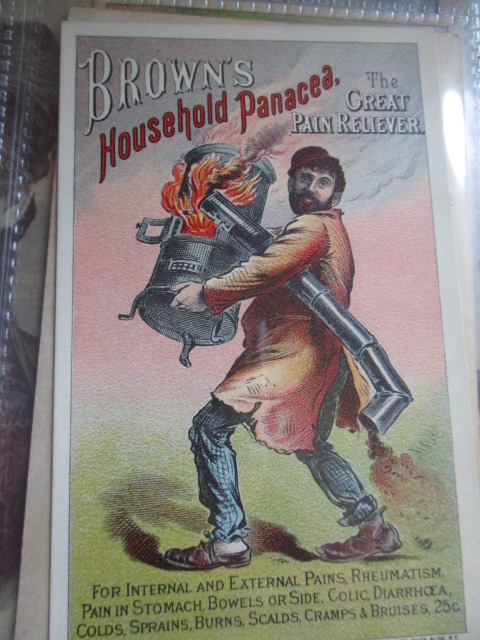 BROWN'S
Household Panacea.
The
GREAT
PAIN RELIEVER.
FOR INTERNAL AND EXTERNAL PAINS, RHEUMATISM,
PAIN IN STOMACH, BOWELS OR SIDE, COLIC, DIARRHŒA,
COLDS, SPRAINS, BURNS, SCALDS, CRAMPS & BRUISES, 25¢.